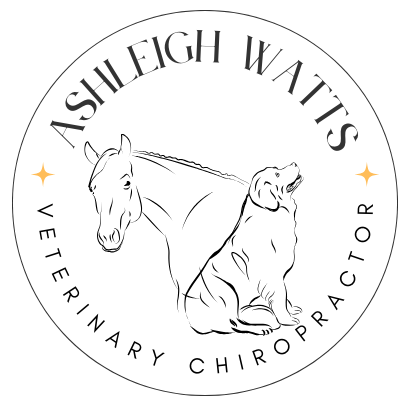 ASHLEIGH WATTS
VETERINARY CHIROPRACTOR